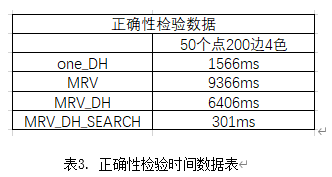 正确性检验数据
50个点200边4色
one_DH 1566ms
MRV 9366ms
MRV_DH 6406ms
MRV_DH_SEARCH 301ms
表3. 正确性检验时间数据表